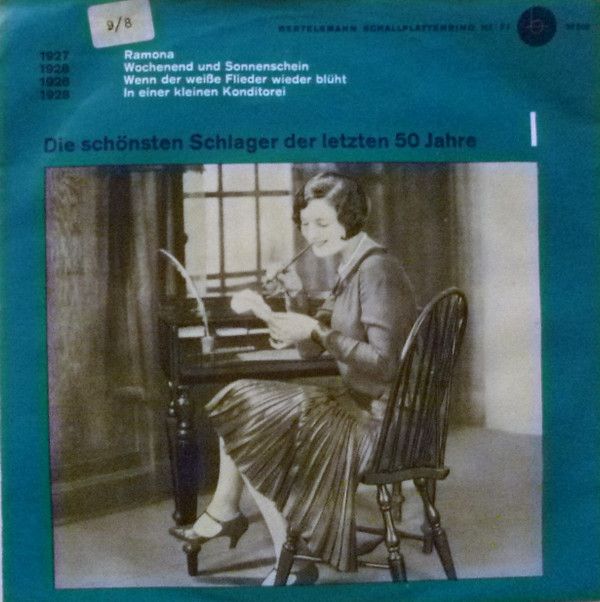 9/8
BERTELSMANN SCHALLPLATTENRING
1927 Ramona
1928 Wochenend und Sonnenschein
1928 Wenn der weiße Flieder wieder blüht
1928 In einer kleinen Konditorei
Die schönsten Schlager der letzten 50 Jahre